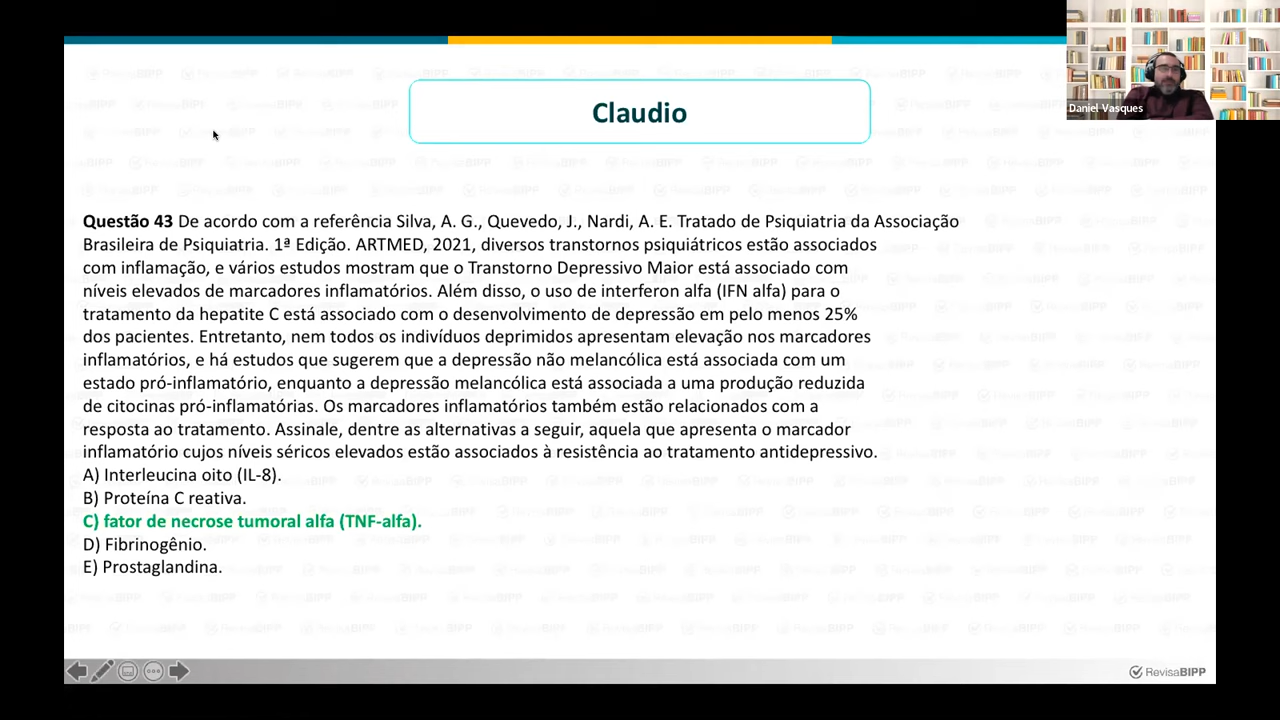 Claudio
Daniel Vasques
Questão 43 De acordo com a referência Silva, A. G., Quevedo, J., Nardi, A. E. Tratado de Psiquiatria da Associação
Brasileira de Psiquiatria. 1ª Edição. ARTMED, 2021, diversos transtornos psiquiátricos estão associados
com inflamação, e vários estudos mostram que o Transtorno Depressivo Maior está associado com
níveis elevados de marcadores inflamatórios. Além disso, o uso de interferon alfa (IFN alfa) para o
tratamento da hepatite C está associado com o desenvolvimento de depressão em pelo menos 25%
dos pacientes. Entretanto, nem todos os indivíduos deprimidos apresentam elevação nos marcadores
inflamatórios, e há estudos que sugerem que a depressão não melancólica está associada com um
estado pró-inflamatório, enquanto a depressão melancólica está associada a uma produção reduzida
de citocinas pró-inflamatórias. Os marcadores inflamatórios também estão relacionados com a
resposta ao tratamento. Assinale, dentre as alternativas a seguir, aquela que apresenta o marcador
inflamatório cujos níveis séricos elevados estão associados à resistência ao tratamento antidepressivo.
A) Interleucina oito (IL-8).
B) Proteína C reativa.
C) fator de necrose tumoral alfa (TNF-alfa).
D) Fibrinogênio.
E) Prostaglandina.
RevisaBIPP